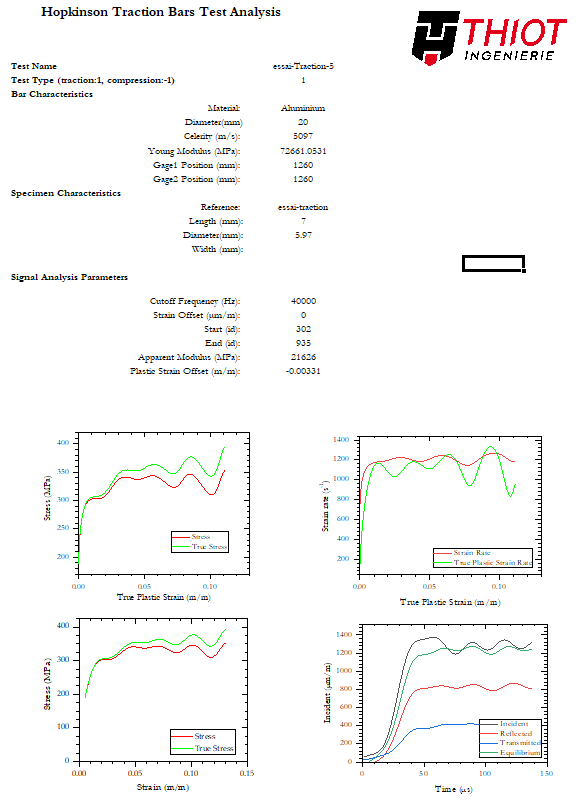 Hopkinson Traction Bars Test Analysis
THIOT
INGENIERIE
Test Name essai-Traction-5
Test Type (traction:1, compression:-1) 1
Bar Characteristics
Material: Aluminium
Diameter(mm) 20
Celerity (m/s): 5097
Young Modulus (MPa): 72661.0531
Gage1 Position (mm): 1260
Gage2 Position (mm): 1260
Specimen Characteristics
Reference: essai-traction
Length (mm): 7
Diameter(mm): 5.97
Width (mm):
Signal Analysis Parameters
Cutoff Frequency (Hz): 40000
Strain Offset (µm/m): 0
Start (id): 302
End (id): 935
Apparent Modulus (MPa): 21626
Plastic Strain Offset (m/m): -0.00331
400
350
300
250
200
Stress (MPa)
Stress
True Stress
0.00 0.05 0.10
True Plastic Strain (m/m)
1400
1200
1000
800
600
400
200
Strain rate (s⁻¹)
Strain Rate
True Plastic Strain Rate
0.00 0.05 0.10
True Plastic Strain (m/m)
400
300
200
100
0
Stress (MPa)
Stress
True Stress
0.00 0.05 0.10 0.15
Strain (m/m)
1400
1200
1000
800
600
400
200
0
Incident (µm/m)
Incident
Reflected
Transmitted
Equilibrium
0 50 100 150
Time (µs)